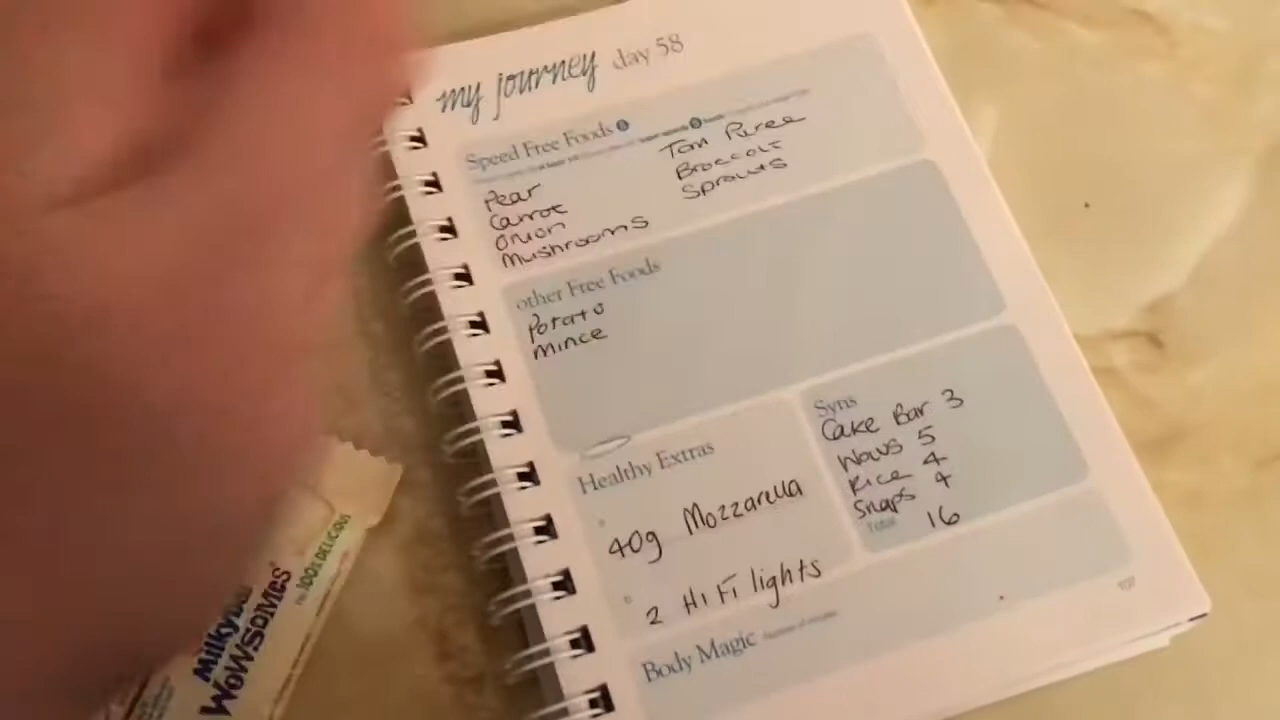 my journey day 58
Speed Free Foods S
Pear
Carrot
Onion
Mushrooms
Tom Puree
Broccoli
Sprouts
other Free Foods
Potato
Mince
Healthy Extras
40g Mozzarella
2 HiFi lights
Syns
Cake Bar 3
Wows 5
Rice 4
Snaps 4
Total 16
Body Magic
Milkyba
WOWSOMES
100% DELICIOUS